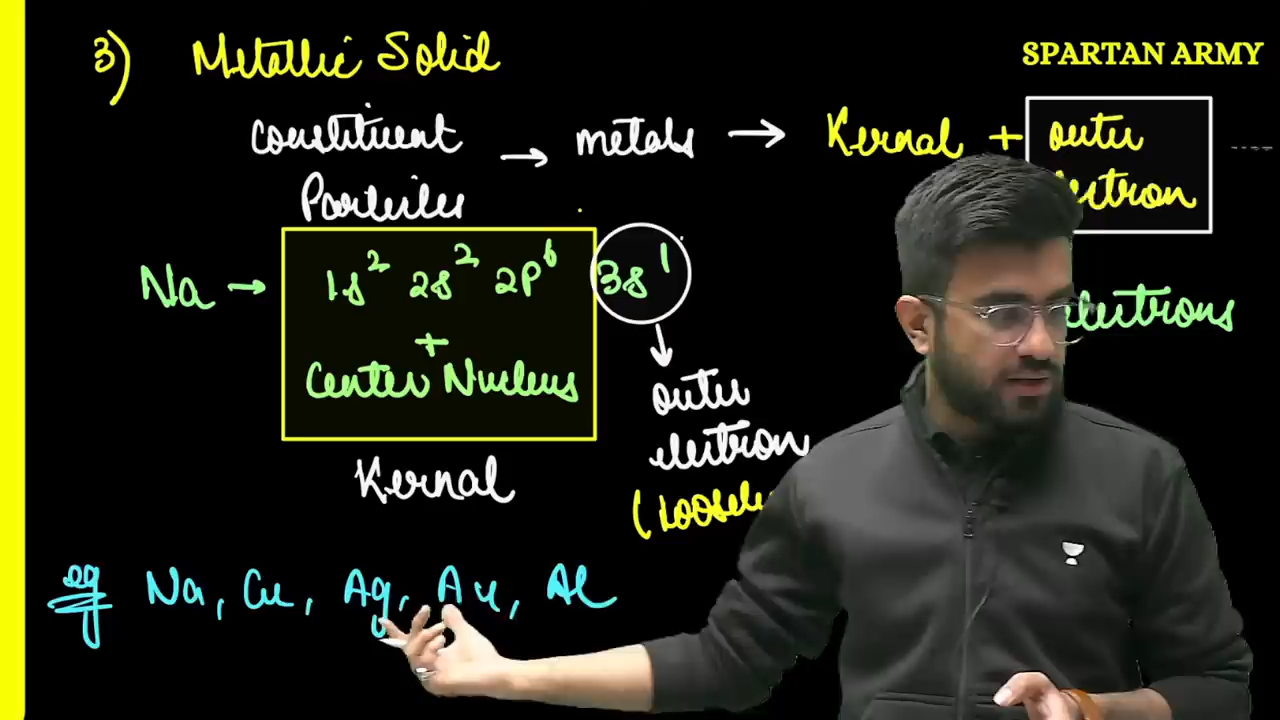 3) Metallic Solid
SPARTAN ARMY
constituent Particles → metals → Kernal + outer
Na → 1s² 2s² 2p⁶ 3s¹
+
Center Nucleus
Kernal
outer
electron
(
electrons
eg Na, Cu, Ag, Au, Al